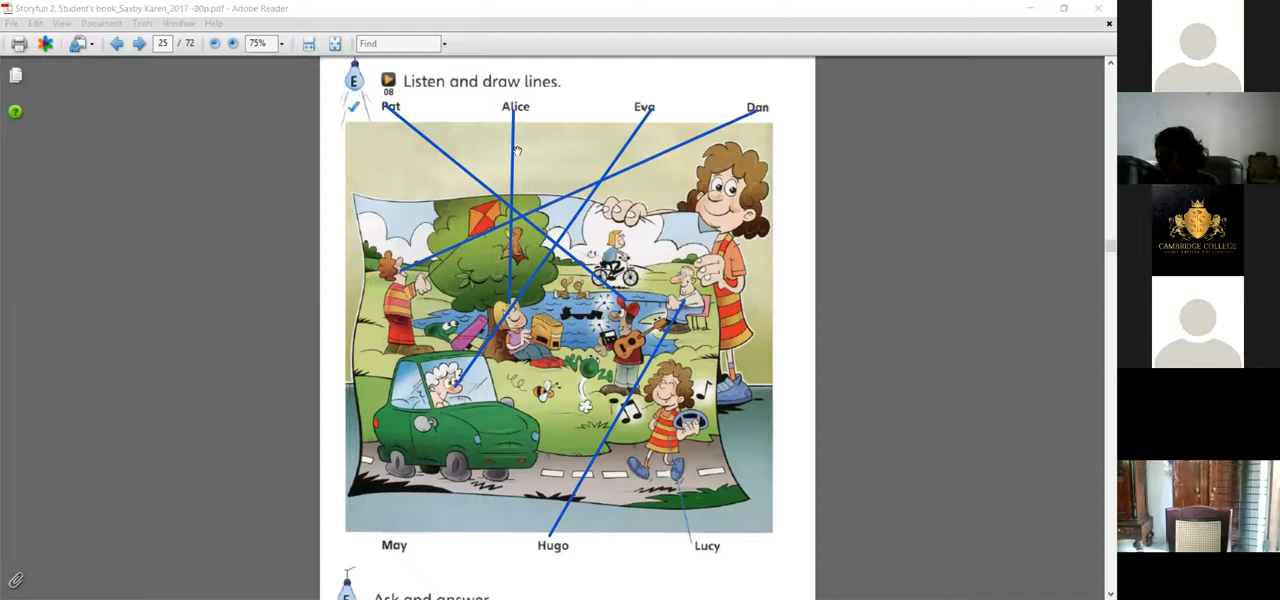 Storyfun 2. Student's book_Saxby Karen_2017 -80p.pdf - Adobe Reader
File Edit View Document Tools Window Help
25 / 72 75% Find
E Listen and draw lines.
08
Pat Alice Eva Dan
CAMBRIDGE COLLEGE
May Hugo Lucy
Ask and answer